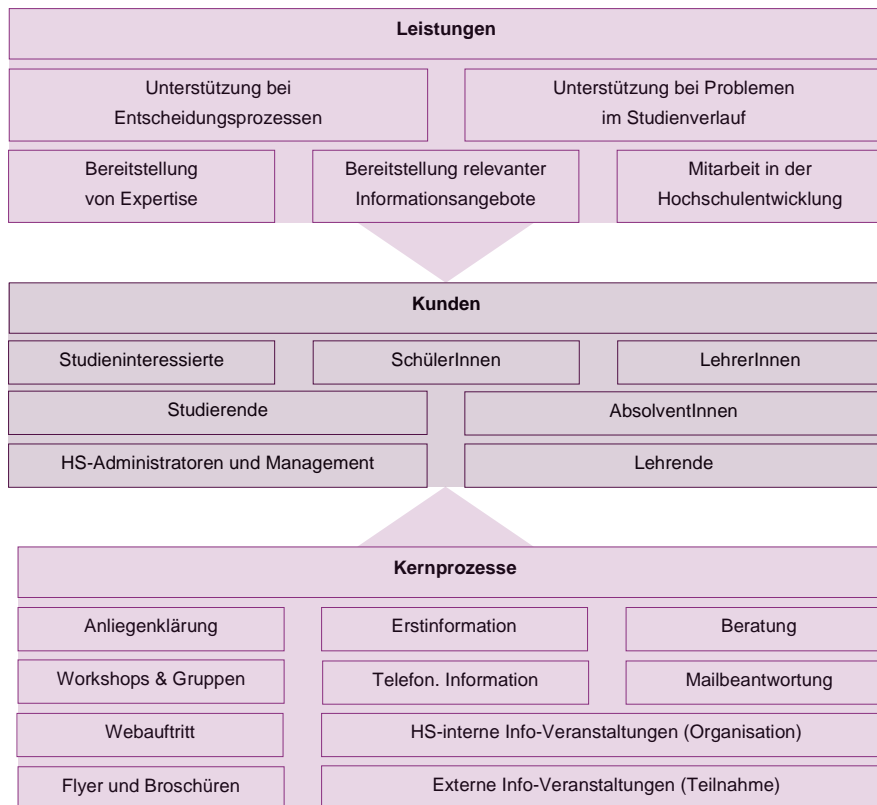 Leistungen
Unterstützung bei
Entscheidungsprozessen
Unterstützung bei Problemen
im Studienverlauf
Bereitstellung
von Expertise
Bereitstellung relevanter
Informationsangebote
Mitarbeit in der
Hochschulentwicklung
Kunden
Studieninteressierte
SchülerInnen
LehrerInnen
Studierende
AbsolventInnen
HS-Administratoren und Management
Lehrende
Kernprozesse
Anliegenklärung
Erstinformation
Beratung
Workshops & Gruppen
Telefon. Information
Mailbeantwortung
Webauftritt
HS-interne Info-Veranstaltungen (Organisation)
Flyer und Broschüren
Externe Info-Veranstaltungen (Teilnahme)